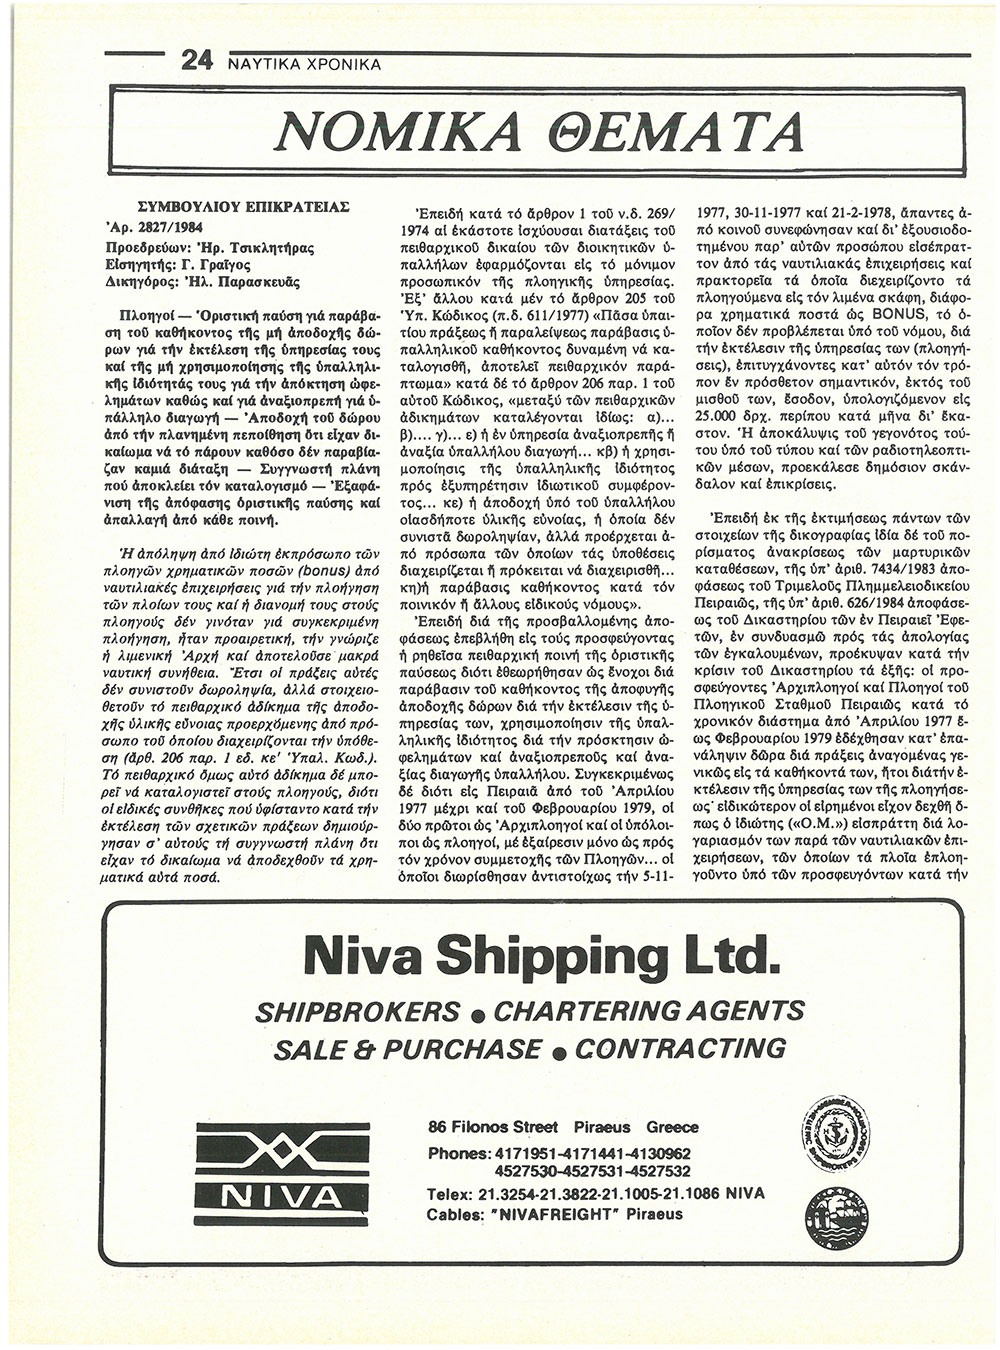 24 ΝΑΥΤΙΚΑ ΧΡΟΝΙΚΑ
ΝΟΜΙΚΑ ΘΕΜΑΤΑ
ΣΥΜΒΟΥΛΙΟΥ ΕΠΙΚΡΑΤΕΙΑΣ
Ἀρ. 2827/1984
Προεδρεύων: Ἡρ. Τσικλητήρας
Εἰσηγητής: Γ. Γραῖγος
Δικηγόρος: Ἠλ. Παρασκευᾶς
Πλοηγοί — Ὁριστική παύση γιά παράβα-
ση τοῦ καθήκοντος τῆς μή ἀποδοχῆς δώ-
ρων γιά τήν ἐκτέλεση τῆς ὑπηρεσίας τους
καί τῆς μή χρησιμοποίησης τῆς ὑπαλληλι-
κῆς ἰδιότητάς τους γιά τήν ἀπόκτηση ὠφε-
λημάτων καθώς καί γιά ἀναξιοπρεπή γιά ὑ-
πάλληλο διαγωγή — Ἀποδοχή τοῦ δώρου
ἀπό τήν πλανημένη πεποίθηση ὅτι εἶχαν δι-
καίωμα νά τό πάρουν καθόσο δέν παραβία-
ζαν καμιά διάταξη — Συγγνωστή πλάνη
πού ἀποκλείει τόν καταλογισμό — Ἐξαφά-
νιση τῆς ἀπόφασης ὁριστικῆς παύσης καί
ἀπαλλαγή ἀπό κάθε ποινή.
Ἡ ἀπόληψη ἀπό ἰδιώτη ἐκπρόσωπο τῶν
πλοηγῶν χρηματικῶν ποσῶν (bonus) ἀπό
ναυτιλιακές ἐπιχειρήσεις γιά τήν πλοήγηση
τῶν πλοίων τους καί ἡ διανομή τους στούς
πλοηγούς δέν γινόταν γιά συγκεκριμένη
πλοήγηση, ἦταν προαιρετική, τήν γνώριζε
ἡ λιμενική Ἀρχή καί ἀποτελοῦσε μακρά
ναυτική συνήθεια. Ἔτσι οἱ πράξεις αὐτές
δέν συνιστοῦν δωροληψία, ἀλλά στοιχειο-
θετοῦν τό πειθαρχικό ἀδίκημα τῆς ἀποδο-
χῆς ὑλικῆς εὔνοιας προερχόμενης ἀπό πρό-
σωπο τοῦ ὁποίου διαχειρίζονται τήν ὑπόθε-
ση (ἀρθ. 206 παρ. 1 ἐδ. κε' Ὑπαλ. Κωδ.).
Τό πειθαρχικό ὅμως αὐτό ἀδίκημα δέ μπο-
ρεῖ νά καταλογιστεῖ στούς πλοηγούς, διότι
οἱ εἰδικές συνθῆκες πού ὑφίσταντο κατά τήν
ἐκτέλεση τῶν σχετικῶν πράξεων δημιούρ-
γησαν σ' αὐτούς τή συγγνωστή πλάνη ὅτι
εἶχαν τό δικαίωμα νά ἀποδεχθοῦν τά χρη-
ματικά αὐτά ποσά.
Ἐπειδή κατά τό ἄρθρον 1 τοῦ ν.δ. 269/
1974 αἱ ἑκάστοτε ἰσχύουσαι διατάξεις τοῦ
πειθαρχικοῦ δικαίου τῶν διοικητικῶν ὑ-
παλλήλων ἐφαρμόζονται εἰς τό μόνιμον
προσωπικόν τῆς πλοηγικῆς ὑπηρεσίας.
Ἐξ' ἄλλου κατά μέν τό ἄρθρον 205 τοῦ
Ὑπ. Κώδικος (π.δ. 611/1977) «Πᾶσα ὑπαι-
τίου πράξεως ἤ παραλείψεως παράβασις ὑ-
παλληλικοῦ καθήκοντος δυναμένη νά κα-
ταλογισθῆ, ἀποτελεῖ πειθαρχικόν παρά-
πτωμα» κατά δέ τό ἄρθρον 206 παρ. 1 τοῦ
αὐτοῦ Κώδικος, «μεταξύ τῶν πειθαρχικῶν
ἀδικημάτων καταλέγονται ἰδίως: α)...
β).... γ)... ε) ἡ ἐν ὑπηρεσία ἀναξιοπρεπής ἤ
ἀναξία ὑπαλλήλου διαγωγή... κβ) ἡ χρησι-
μοποίησις τῆς ὑπαλληλικῆς ἰδιότητος
πρός ἐξυπηρέτησιν ἰδιωτικοῦ συμφέρον-
τος... κε) ἡ ἀποδοχή ὑπό τοῦ ὑπαλλήλου
οἱασδήποτε ὑλικῆς εὐνοίας, ἡ ὁποία δέν
συνιστᾶ δωροληψίαν, ἀλλά προέρχεται ἀ-
πό πρόσωπα τῶν ὁποίων τάς ὑποθέσεις
διαχειρίζεται ἤ πρόκειται νά διαχειρισθῆ...
κη)ἡ παράβασις καθήκοντος κατά τόν
ποινικόν ἤ ἄλλους εἰδικούς νόμους».
Ἐπειδή διά τῆς προσβαλλομένης ἀπο-
φάσεως ἐπεβλήθη εἰς τούς προσφεύγοντας
ἡ ρηθεῖσα πειθαρχική ποινή τῆς ὁριστικῆς
παύσεως διότι ἐθεωρήθησαν ὡς ἔνοχοι διά
παράβασιν τοῦ καθήκοντος τῆς ἀποφυγῆς
ἀποδοχῆς δώρων διά τήν ἐκτέλεσιν τῆς ὑ-
πηρεσίας των, χρησιμοποίησιν τῆς ὑπαλ-
ληλικῆς ἰδιότητος διά τήν πρόσκτησιν ὠ-
φελημάτων καί ἀναξιοπρεποῦς καί ἀνα-
ξίας διαγωγῆς ὑπαλλήλου. Συγκεκριμένως
δέ διότι εἰς Πειραιᾶ ἀπό τοῦ Ἀπριλίου
1977 μέχρι καί τοῦ Φεβρουαρίου 1979, οἱ
δύο πρῶτοι ὡς Ἀρχιπλοηγοί καί οἱ ὑπόλοι-
ποι ὡς πλοηγοί, μέ ἐξαίρεσιν μόνο ὡς πρός
τόν χρόνον συμμετοχῆς τῶν Πλοηγῶν... οἱ
ὁποῖοι διωρίσθησαν ἀντιστοίχως τήν 5-11-
1977, 30-11-1977 καί 21-2-1978, ἅπαντες ἀ-
πό κοινοῦ συνεφώνησαν καί δι' ἐξουσιοδο-
τημένου παρ' αὐτῶν προσώπου εἰσέπρατ-
τον ἀπό τάς ναυτιλιακάς ἐπιχειρήσεις καί
πρακτορεῖα τά ὁποῖα διεχειρίζοντο τά
πλοηγούμενα εἰς τόν λιμένα σκάφη, διάφο-
ρα χρηματικά ποστά ὡς BONUS, τό ὁ-
ποῖον δέν προβλέπεται ὑπό τοῦ νόμου, διά
τήν ἐκτέλεσιν τῆς ὑπηρεσίας των (πλοηγή-
σεις), ἐπιτυγχάνοντες κατ' αὐτόν τόν τρό-
πον ἕν πρόσθετον σημαντικόν, ἐκτός τοῦ
μισθοῦ των, ἔσοδον, ὑπολογιζόμενον εἰς
25.000 δρχ. περίπου κατά μῆνα δι' ἕκα-
στον. Ἡ ἀποκάλυψις τοῦ γεγονότος τού-
του ὑπό τοῦ τύπου καί τῶν ραδιοτηλεοπτι-
κῶν μέσων, προεκάλεσε δημόσιον σκάν-
δαλον καί ἐπικρίσεις.
Ἐπειδή ἐκ τῆς ἐκτιμήσεως πάντων τῶν
στοιχείων τῆς δικογραφίας ἰδία δέ τοῦ πο-
ρίσματος ἀνακρίσεως τῶν μαρτυρικῶν
καταθέσεων, τῆς ὑπ' ἀριθ. 7434/1983 ἀπο-
φάσεως τοῦ Τριμελοῦς Πλημμελειοδικείου
Πειραιῶς, τῆς ὑπ' ἀριθ. 626/1984 ἀποφάσε-
ως τοῦ Δικαστηρίου τῶν ἐν Πειραιεῖ Ἐφε-
τῶν, ἐν συνδυασμῶ πρός τάς ἀπολογίας
τῶν ἐγκαλουμένων, προέκυψαν κατά τήν
κρίσιν τοῦ Δικαστηρίου τά ἑξῆς: οἱ προ-
σφεύγοντες Ἀρχιπλοηγοί καί Πλοηγοί τοῦ
Πλοηγικοῦ Σταθμοῦ Πειραιῶς κατά τό
χρονικόν διάστημα ἀπό Ἀπριλίου 1977 ἕ-
ως Φεβρουαρίου 1979 ἐδέχθησαν κατ' ἐπα-
νάληψιν δῶρα διά πράξεις ἀναγομένας γε-
νικῶς εἰς τά καθήκοντά των, ἤτοι διάτήν ἐ-
κτέλεσιν τῆς ὑπηρεσίας των τῆς πλοηγήσε-
ως· εἰδικώτερον οἱ εἰρημένοι εἶχον δεχθῆ ὅ-
πως ὁ ἰδιώτης («Ο.Μ.») εἰσπράττη διά λο-
γαριασμόν των παρά τῶν ναυτιλιακῶν ἐπι-
χειρήσεων, τῶν ὁποίων τά πλοῖα ἐπλοη-
γοῦντο ὑπό τῶν προσφευγόντων κατά τήν
Niva Shipping Ltd.
SHIPBROKERS ● CHARTERING AGENTS
SALE & PURCHASE ● CONTRACTING
NIVA
86 Filonos Street Piraeus Greece
Phones: 4171951-4171441-4130962
4527530-4527531-4527532
Telex: 21.3254-21.3822-21.1005-21.1086 NIVA
Cables: "NIVAFREIGHT" Piraeus
MEMBER HELLENIC SHIPBROKERS ASSOCIATION